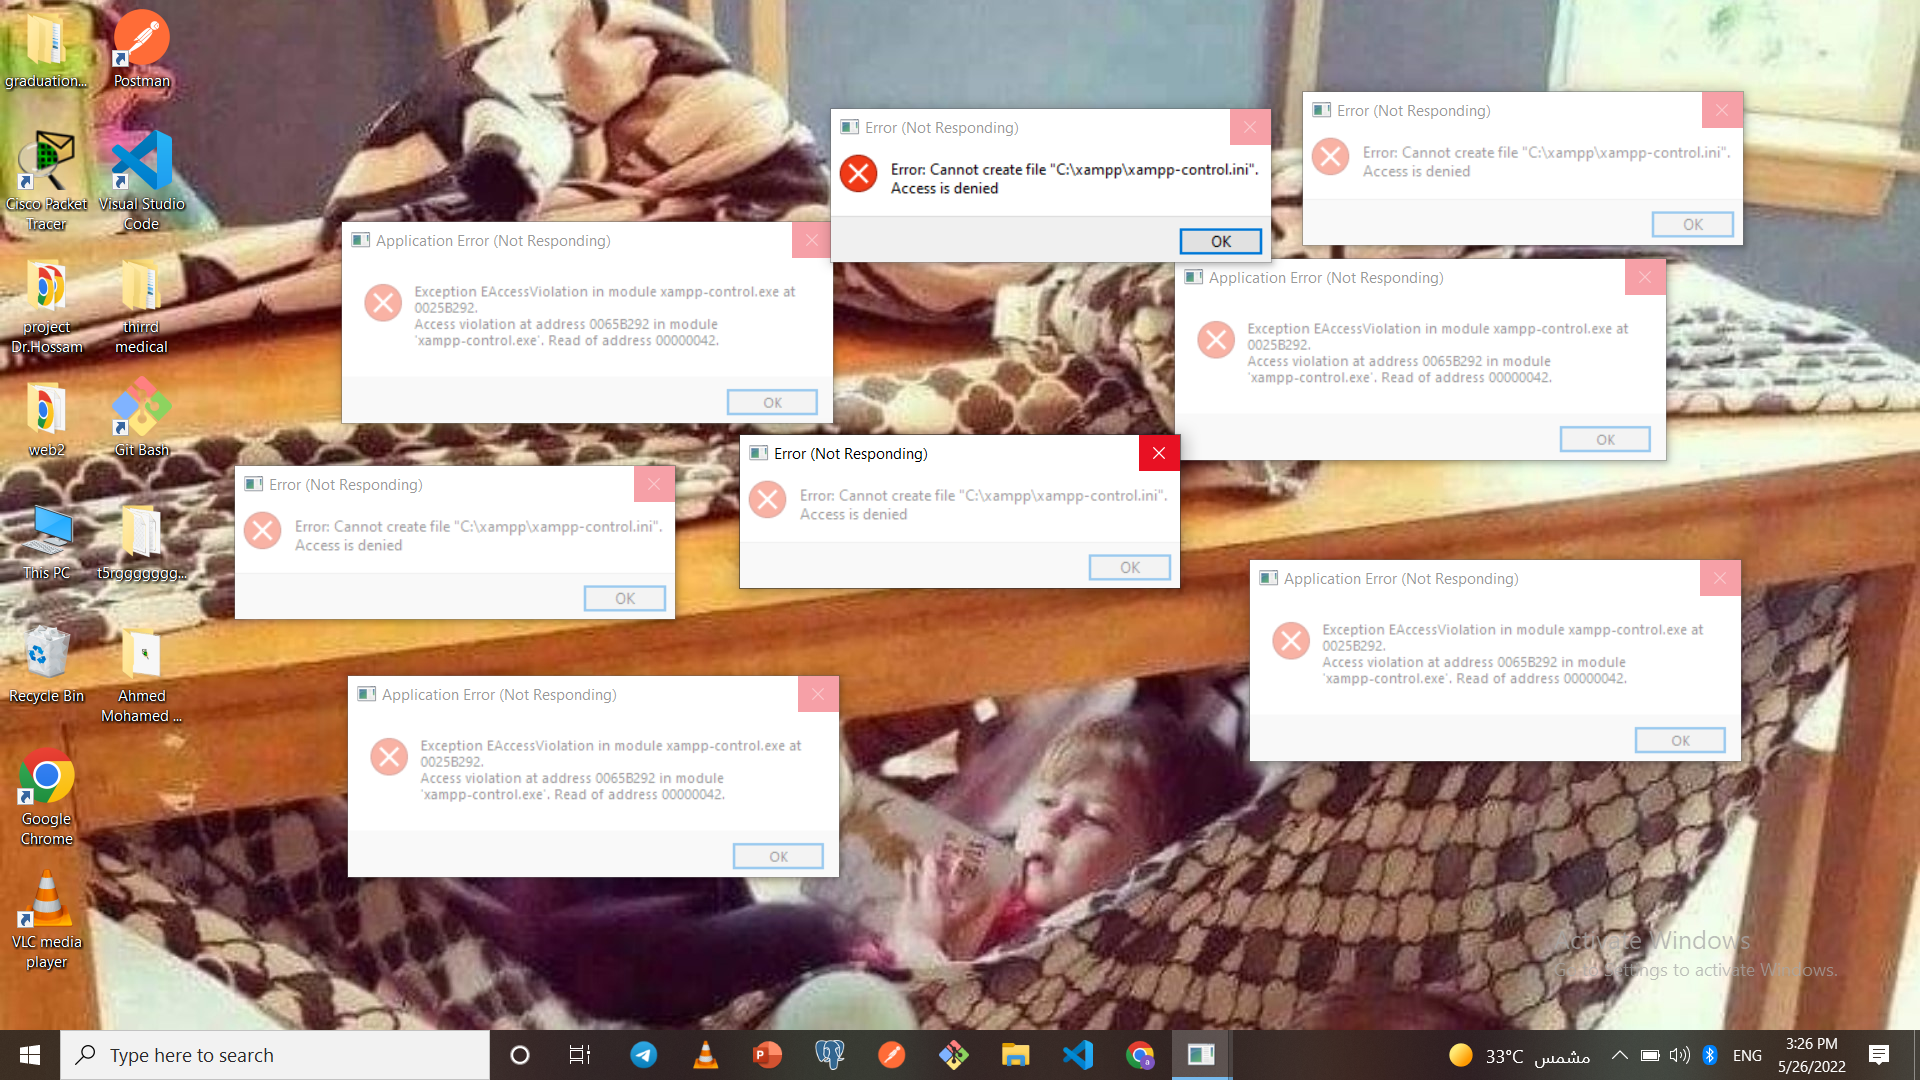 graduation...
Postman
Cisco Packet
Tracer
Visual Studio
Code
project
Dr.Hossam
thirrd
medical
web2
Git Bash
This PC
t5rggggggg...
Recycle Bin
Ahmed
Mohamed ...
Google
Chrome
VLC media
player
Error (Not Responding)
Error: Cannot create file "C:\xampp\xampp-control.ini".
Access is denied
OK
Error (Not Responding)
Error: Cannot create file "C:\xampp\xampp-control.ini".
Access is denied
OK
Application Error (Not Responding)
Exception EAccessViolation in module xampp-control.exe at
0025B292.
Access violation at address 0065B292 in module
'xampp-control.exe'. Read of address 00000042.
OK
Application Error (Not Responding)
Exception EAccessViolation in module xampp-control.exe at
0025B292.
Access violation at address 0065B292 in module
'xampp-control.exe'. Read of address 00000042.
OK
Error (Not Responding)
Error: Cannot create file "C:\xampp\xampp-control.ini".
Access is denied
OK
Error (Not Responding)
Error: Cannot create file "C:\xampp\xampp-control.ini".
Access is denied
OK
Application Error (Not Responding)
Exception EAccessViolation in module xampp-control.exe at
0025B292.
Access violation at address 0065B292 in module
'xampp-control.exe'. Read of address 00000042.
OK
Application Error (Not Responding)
Exception EAccessViolation in module xampp-control.exe at
0025B292.
Access violation at address 0065B292 in module
'xampp-control.exe'. Read of address 00000042.
OK
Activate Windows
Go to Settings to activate Windows.
Type here to search
33°C مشمس
ENG
3:26 PM
5/26/2022